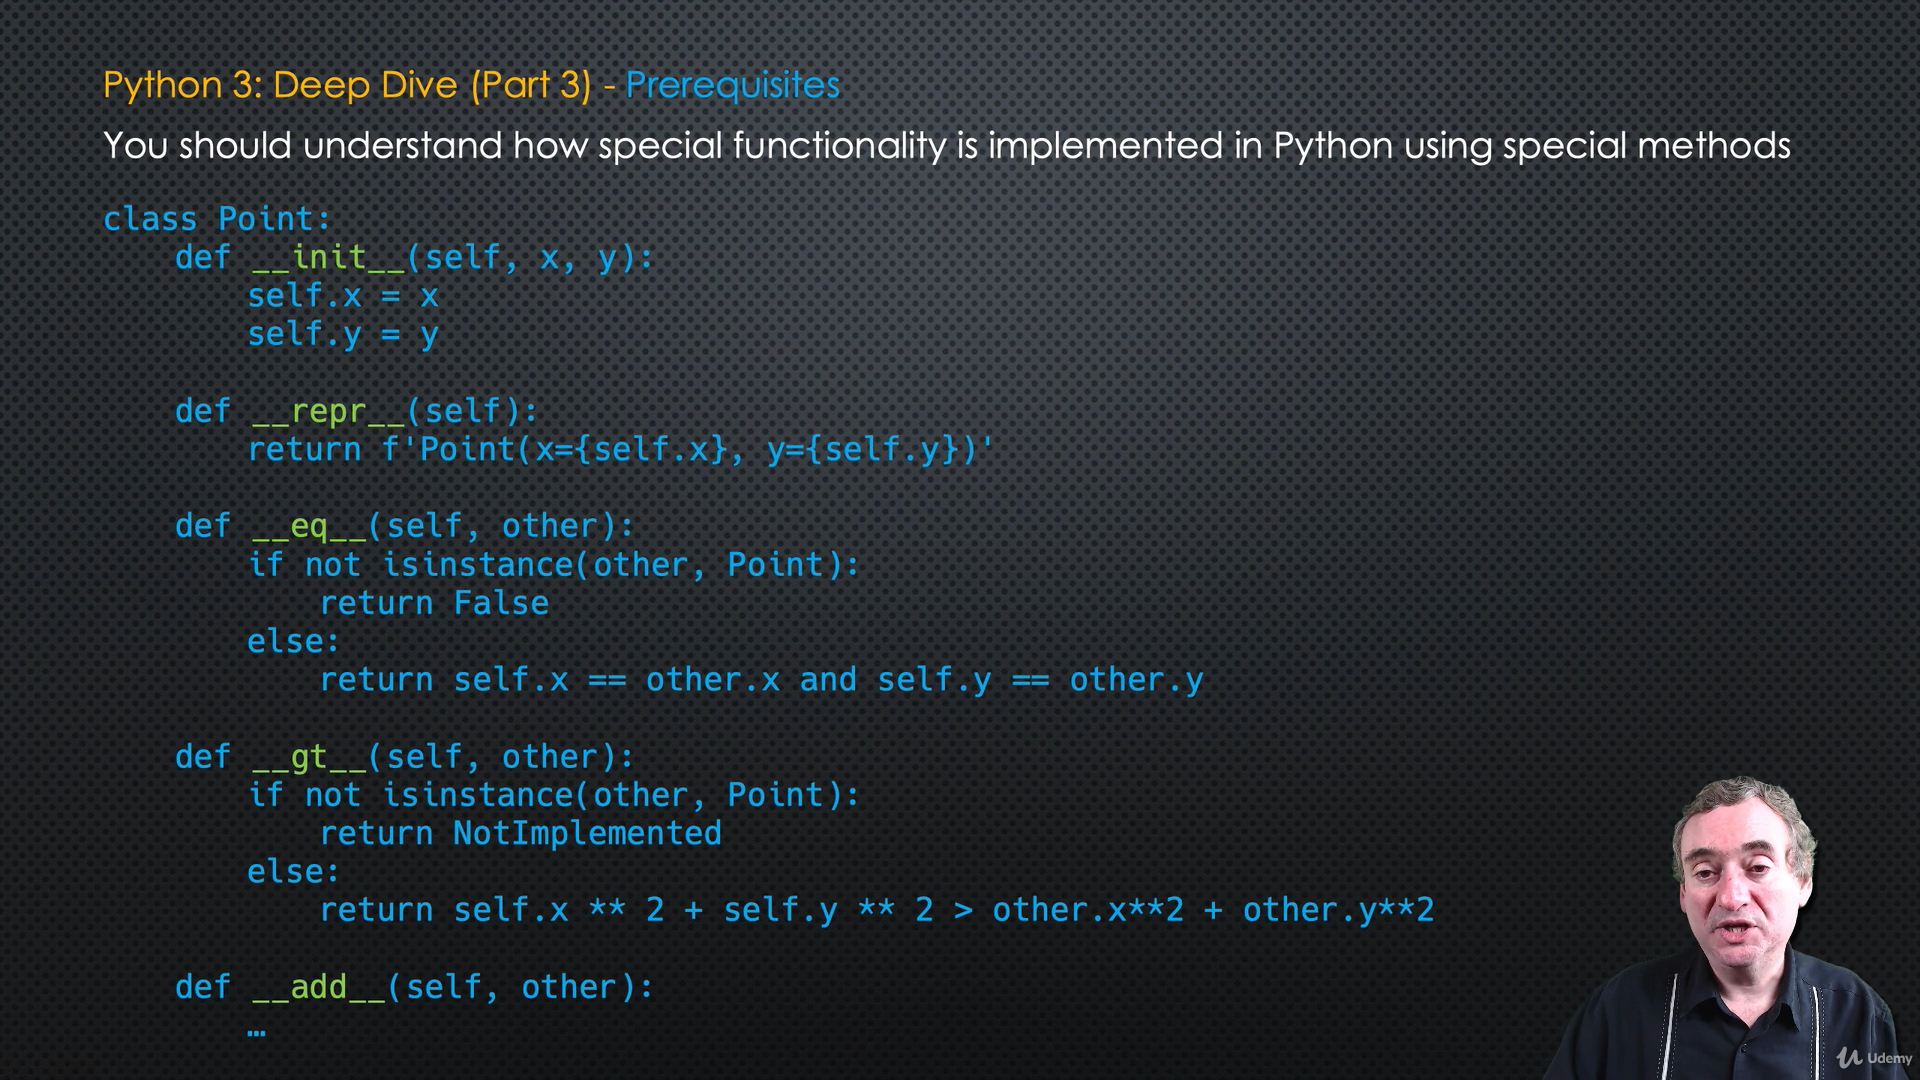 Python 3: Deep Dive (Part 3) - Prerequisites
You should understand how special functionality is implemented in Python using special methods
class Point:
    def __init__(self, x, y):
        self.x = x
        self.y = y
    def __repr__(self):
        return f'Point(x={self.x}, y={self.y})'
    def __eq__(self, other):
        if not isinstance(other, Point):
            return False
        else:
            return self.x == other.x and self.y == other.y
    def __gt__(self, other):
        if not isinstance(other, Point):
            return NotImplemented
        else:
            return self.x ** 2 + self.y ** 2 > other.x**2 + other.y**2
    def __add__(self, other):
        …
Udemy